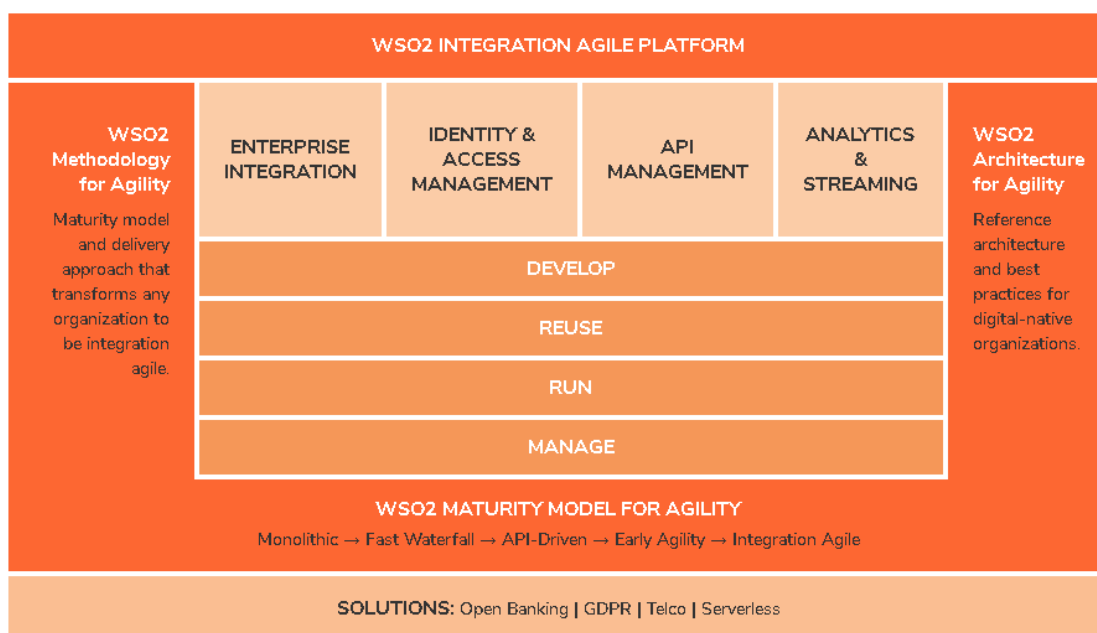 WSO2 INTEGRATION AGILE PLATFORM
WSO2
Methodology
for Agility
Maturity model
and delivery
approach that
transforms any
organization to
be integration
agile.
ENTERPRISE
INTEGRATION
IDENTITY &
ACCESS
MANAGEMENT
API
MANAGEMENT
ANALYTICS
&
STREAMING
DEVELOP
REUSE
RUN
MANAGE
WSO2
Architecture
for Agility
Reference
architecture
and best
practices for
digital-native
organizations.
WSO2 MATURITY MODEL FOR AGILITY
Monolithic → Fast Waterfall → API-Driven → Early Agility → Integration Agile
SOLUTIONS: Open Banking | GDPR | Telco | Serverless